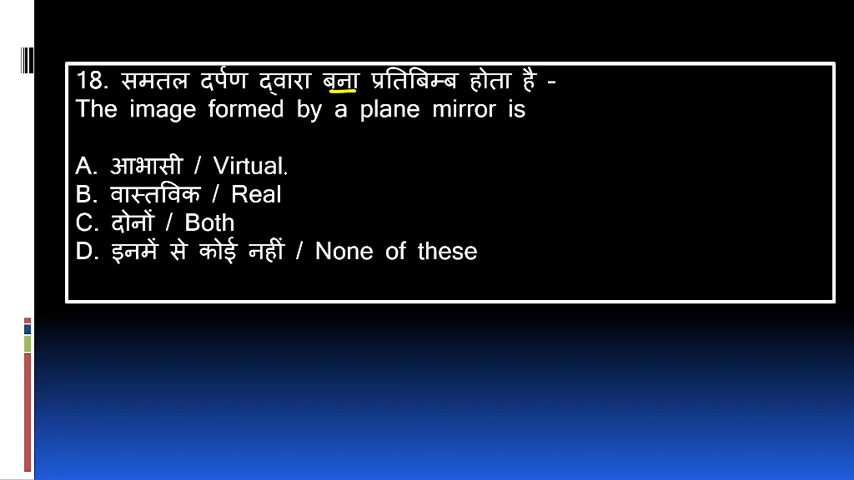 18. समतल दर्पण द्वारा बना प्रतिबिम्ब होता है -
The image formed by a plane mirror is
A. आभासी / Virtual.
B. वास्तविक / Real
C. दोनों / Both
D. इनमें से कोई नहीं / None of these